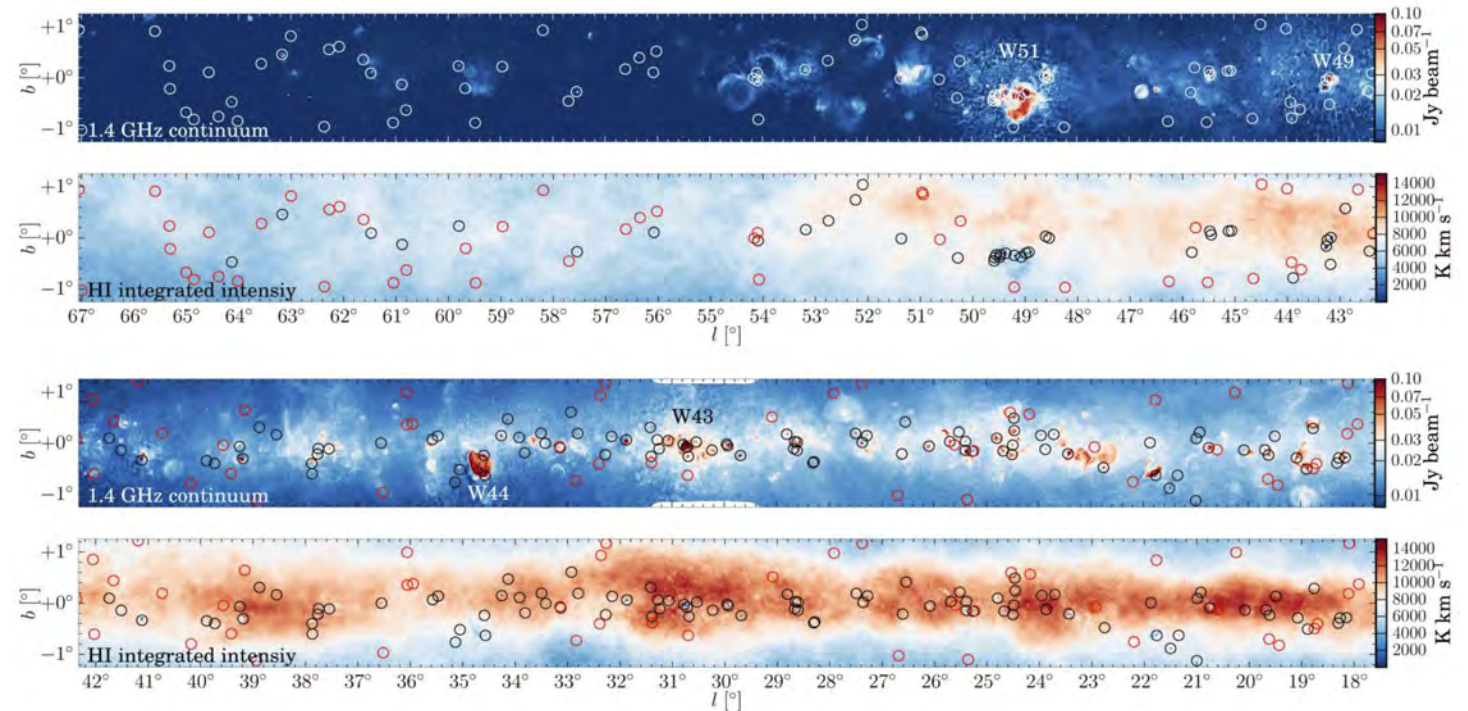 +1°
+0°
−1°
b [°]
W51
W49
1.4 GHz continuum
0.10
0.07
0.05
0.03
0.02
0.01
Jy beam⁻¹
+1°
+0°
−1°
b [°]
HI integrated intensiy
14000
12000
10000
8000
6000
4000
2000
K km s⁻¹
67° 66° 65° 64° 63° 62° 61° 60° 59° 58° 57° 56° 55° 54° 53° 52° 51° 50° 49° 48° 47° 46° 45° 44° 43°
l [°]
+1°
+0°
−1°
b [°]
W43
W44
1.4 GHz continuum
0.10
0.07
0.05
0.03
0.02
0.01
Jy beam⁻¹
+1°
+0°
−1°
b [°]
HI integrated intensiy
14000
12000
10000
8000
6000
4000
2000
K km s⁻¹
42° 41° 40° 39° 38° 37° 36° 35° 34° 33° 32° 31° 30° 29° 28° 27° 26° 25° 24° 23° 22° 21° 20° 19° 18°
l [°]